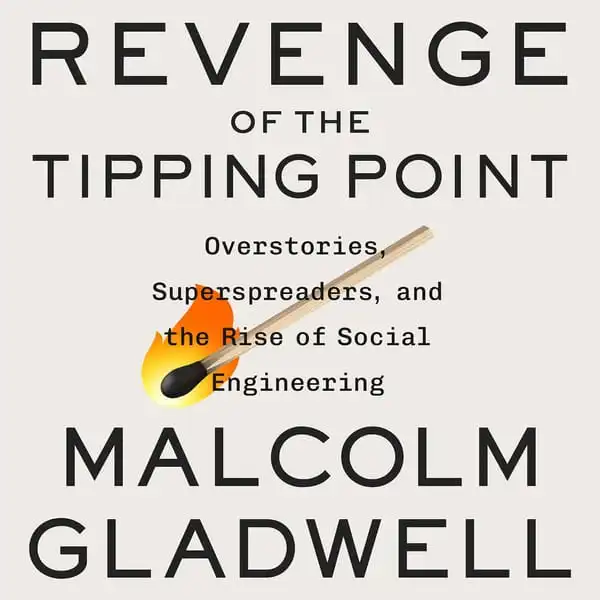 REVENGE
OF THE
TIPPING POINT
Overstories,
Superspreaders, and
the Rise of Social
Engineering
MALCOLM
GLADWELL